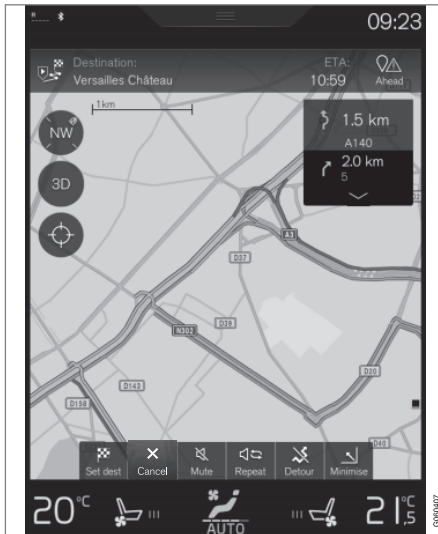 09:23
Destination:
Versailles Château
ETA:
10:59
Ahead
1km
NW
3D
1.5 km
A140
2.0 km
5
A3
D37
N302
D39
D20
D143
D158
D40
Set dest
Cancel
Mute
Repeat
Detour
Minimise
20°C
AUTO
21°C,5
G060407